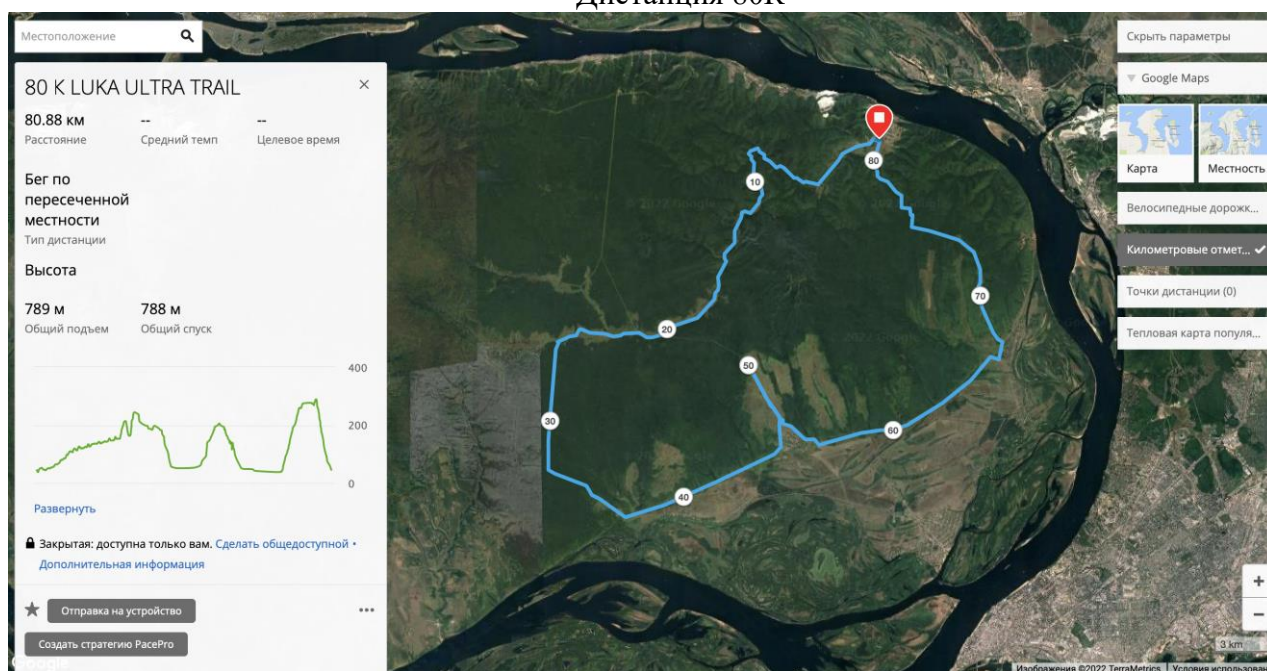 Дистанция 80К
Местоположение
80 K LUKA ULTRA TRAIL
80.88 км
--
--
Расстояние
Средний темп
Целевое время
Бег по
пересеченной
местности
Тип дистанции
Высота
789 м
788 м
Общий подъем
Общий спуск
400
200
0
Развернуть
Закрытая: доступна только вам. Сделать общедоступной •
Дополнительная информация
Отправка на устройство
Создать стратегию PacePro
Google
80
10
70
20
50
30
60
40
Скрыть параметры
Google Maps
Карта
Местность
Велосипедные дорожк...
Километровые отмет...
Точки дистанции (0)
Тепловая карта популя...
+
−
3 km
Изображения ©2022 TerraMetrics
Условия использован